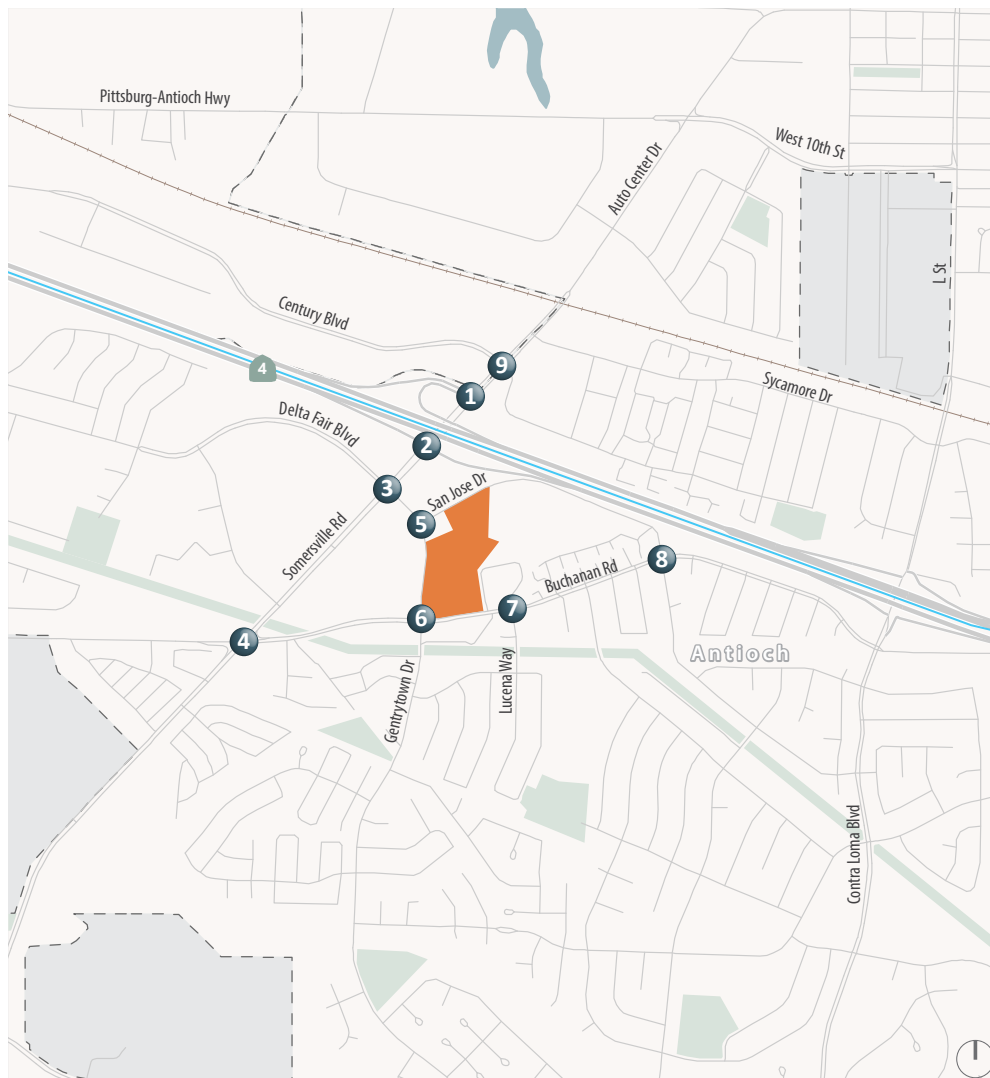 Pittsburg-Antioch Hwy
West 10th St
Auto Center Dr
L St
Century Blvd
9
4
1
Sycamore Dr
Delta Fair Blvd
2
3
San Jose Dr
5
Somersville Rd
8
Buchanan Rd
7
6
4
Antioch
Lucena Way
Gentrytown Dr
Contra Loma Blvd